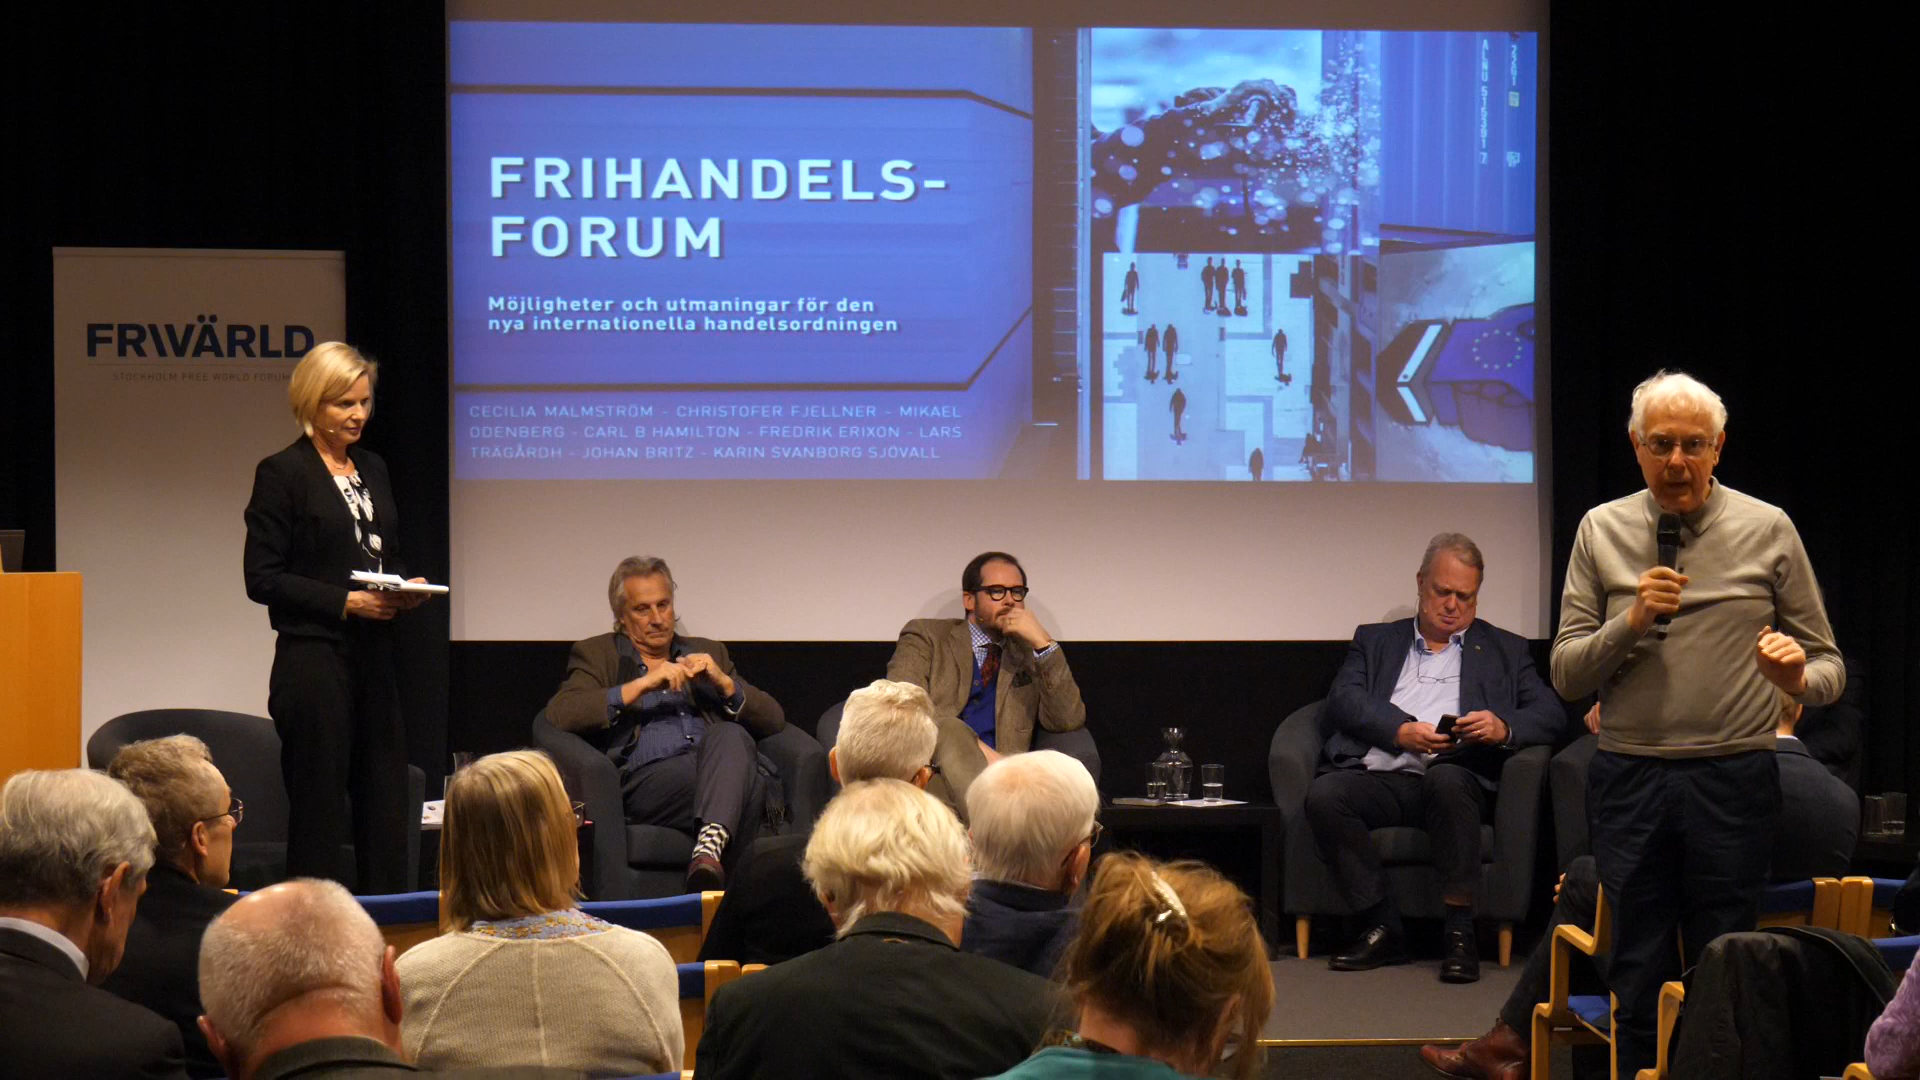 FRIHANDELS-
FORUM
Möjligheter och utmaningar för den
nya internationella handelsordningen
CECILIA MALMSTRÖM - CHRISTOFER FJELLNER - MIKAEL
ODENBERG - CARL B HAMILTON - FREDRIK ERIXON - LARS
TRÄGÅRDH - JOHAN BRITZ - KARIN SVANBORG SJÖVALL
FRIVÄRLD
STOCKHOLM FREE WORLD FORUM